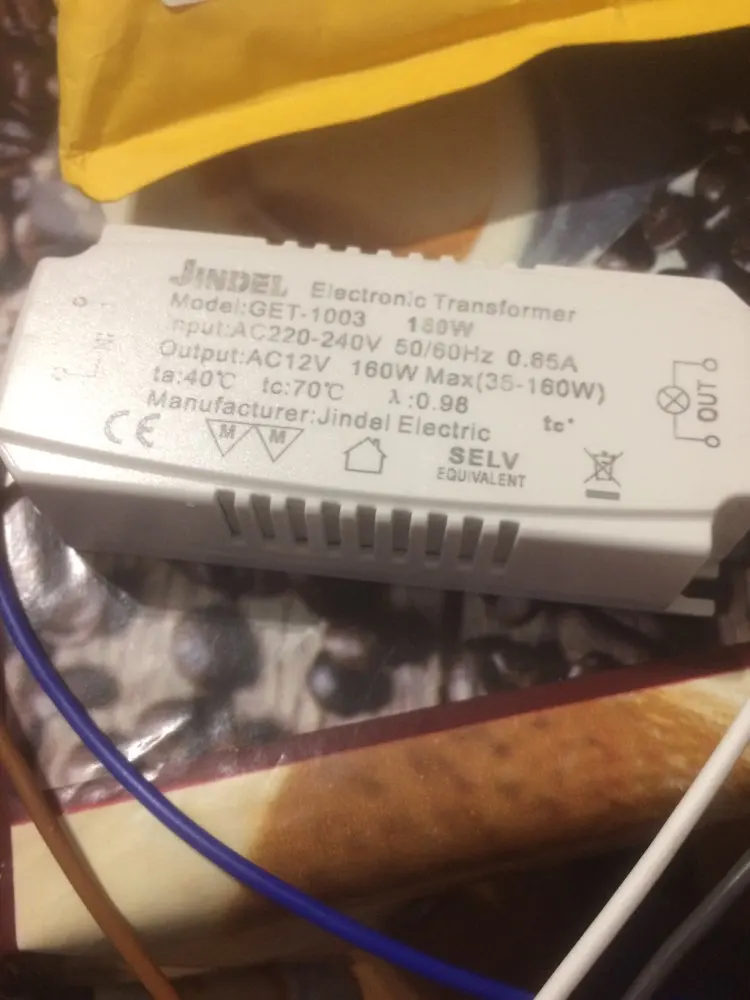 JINDEL Electronic Transformer
Model:GET-1003 160W
Input:AC220-240V 50/60Hz 0.65A
Output:AC12V 160W Max(35-160W)
ta:40℃ tc:70℃ λ:0.98 tc•
Manufacturer:Jindel Electric
CE M M SELV
EQUIVALENT
OUT